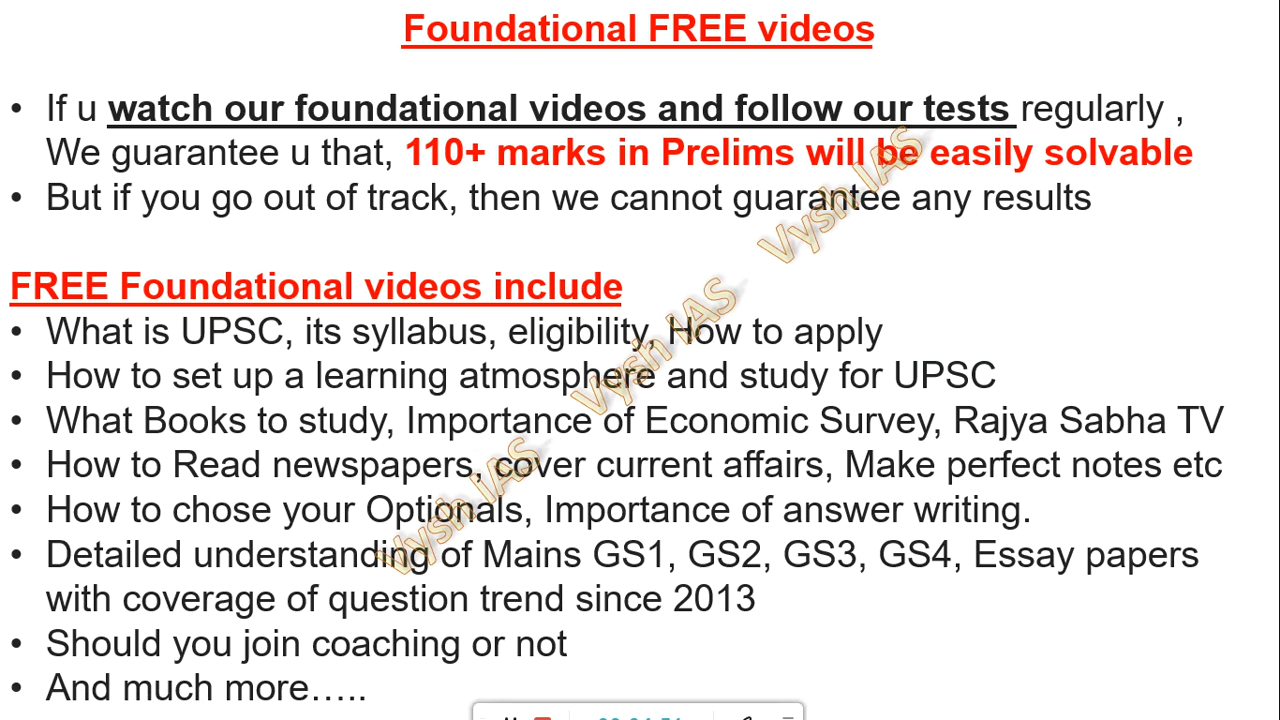 Foundational FREE videos
• If u watch our foundational videos and follow our tests regularly ,
We guarantee u that, 110+ marks in Prelims will be easily solvable
• But if you go out of track, then we cannot guarantee any results
FREE Foundational videos include
• What is UPSC, its syllabus, eligibility, How to apply
• How to set up a learning atmosphere and study for UPSC
• What Books to study, Importance of Economic Survey, Rajya Sabha TV
• How to Read newspapers, cover current affairs, Make perfect notes etc
• How to chose your Optionals, Importance of answer writing.
• Detailed understanding of Mains GS1, GS2, GS3, GS4, Essay papers
with coverage of question trend since 2013
• Should you join coaching or not
• And much more…..
Vysh IAS
Vysh IAS
Vysh IAS